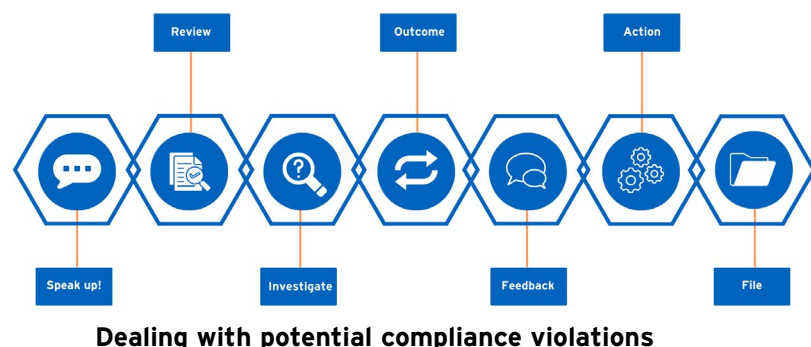 Review
Outcome
Action
Speak up!
Investigate
Feedback
File
Dealing with potential compliance violations